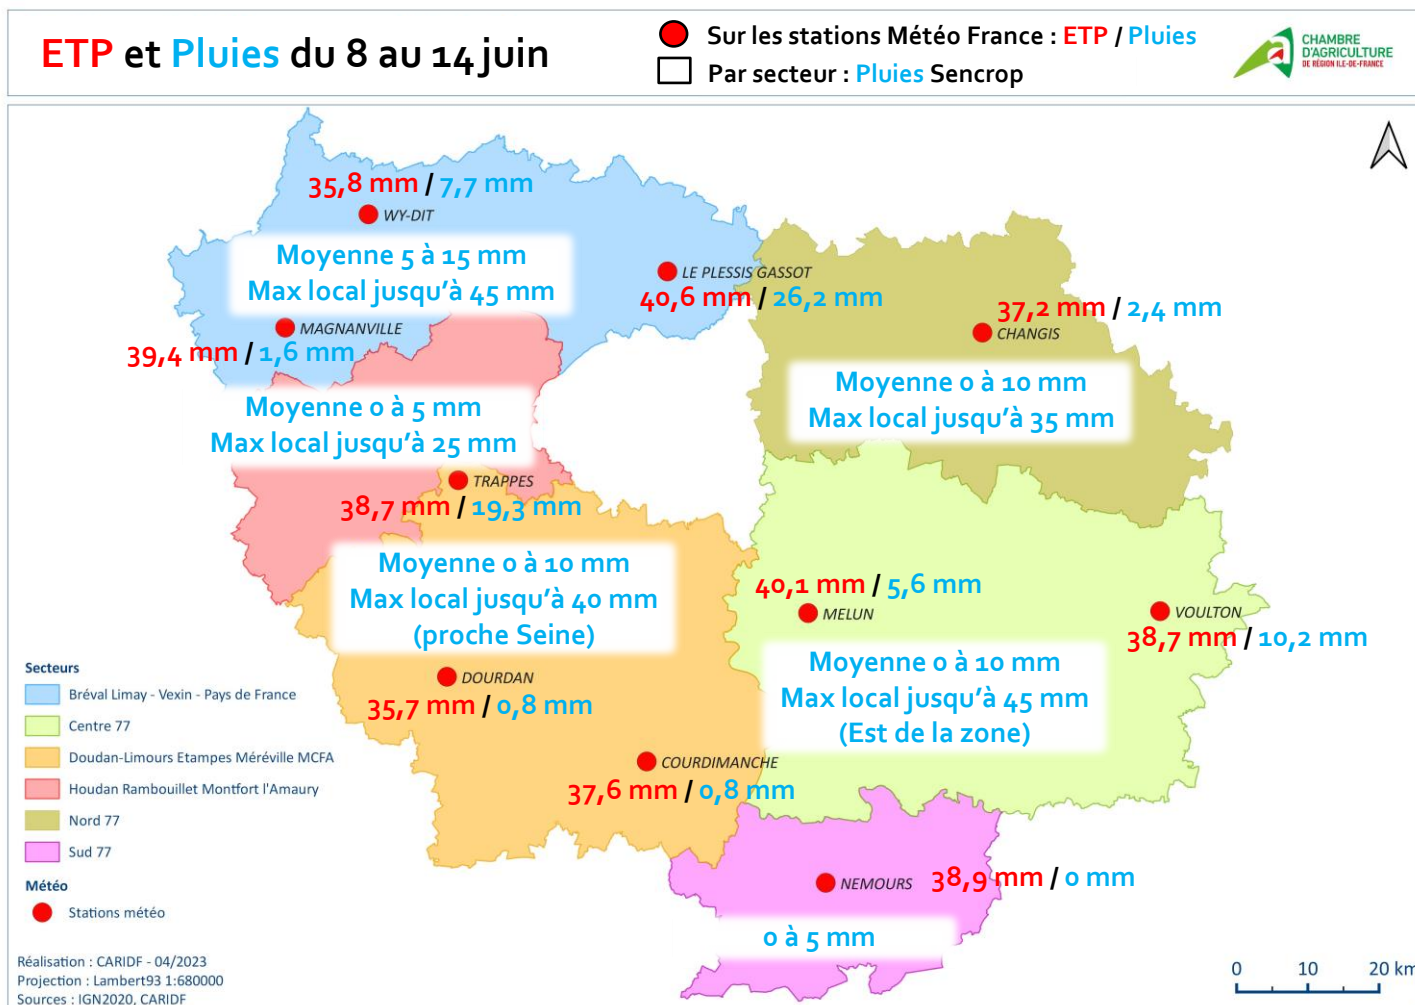 ETP et Pluies du 8 au 14 juin
Sur les stations Météo France : ETP / Pluies
Par secteur : Pluies Sencrop
CHAMBRE
D'AGRICULTURE
DE RÉGION ILE-DE-FRANCE
35,8 mm / 7,7 mm
WY-DIT
Moyenne 5 à 15 mm
Max local jusqu'à 45 mm
LE PLESSIS GASSOT
40,6 mm / 26,2 mm
37,2 mm / 2,4 mm
CHANGIS
MAGNANVILLE
39,4 mm / 1,6 mm
Moyenne 0 à 10 mm
Max local jusqu'à 35 mm
Moyenne 0 à 5 mm
Max local jusqu'à 25 mm
TRAPPES
38,7 mm / 19,3 mm
Moyenne 0 à 10 mm
Max local jusqu'à 40 mm
(proche Seine)
40,1 mm / 5,6 mm
MELUN
VOULTON
38,7 mm / 10,2 mm
Moyenne 0 à 10 mm
Max local jusqu'à 45 mm
(Est de la zone)
DOURDAN
35,7 mm / 0,8 mm
COURDIMANCHE
37,6 mm / 0,8 mm
NEMOURS
38,9 mm / 0 mm
0 à 5 mm
Secteurs
Bréval Limay - Vexin - Pays de France
Centre 77
Doudan-Limours Etampes Méréville MCFA
Houdan Rambouillet Montfort l'Amaury
Nord 77
Sud 77
Météo
Stations météo
Réalisation : CARIDF - 04/2023
Projection : Lambert93 1:680000
Sources : IGN2020, CARIDF
0 10 20 km